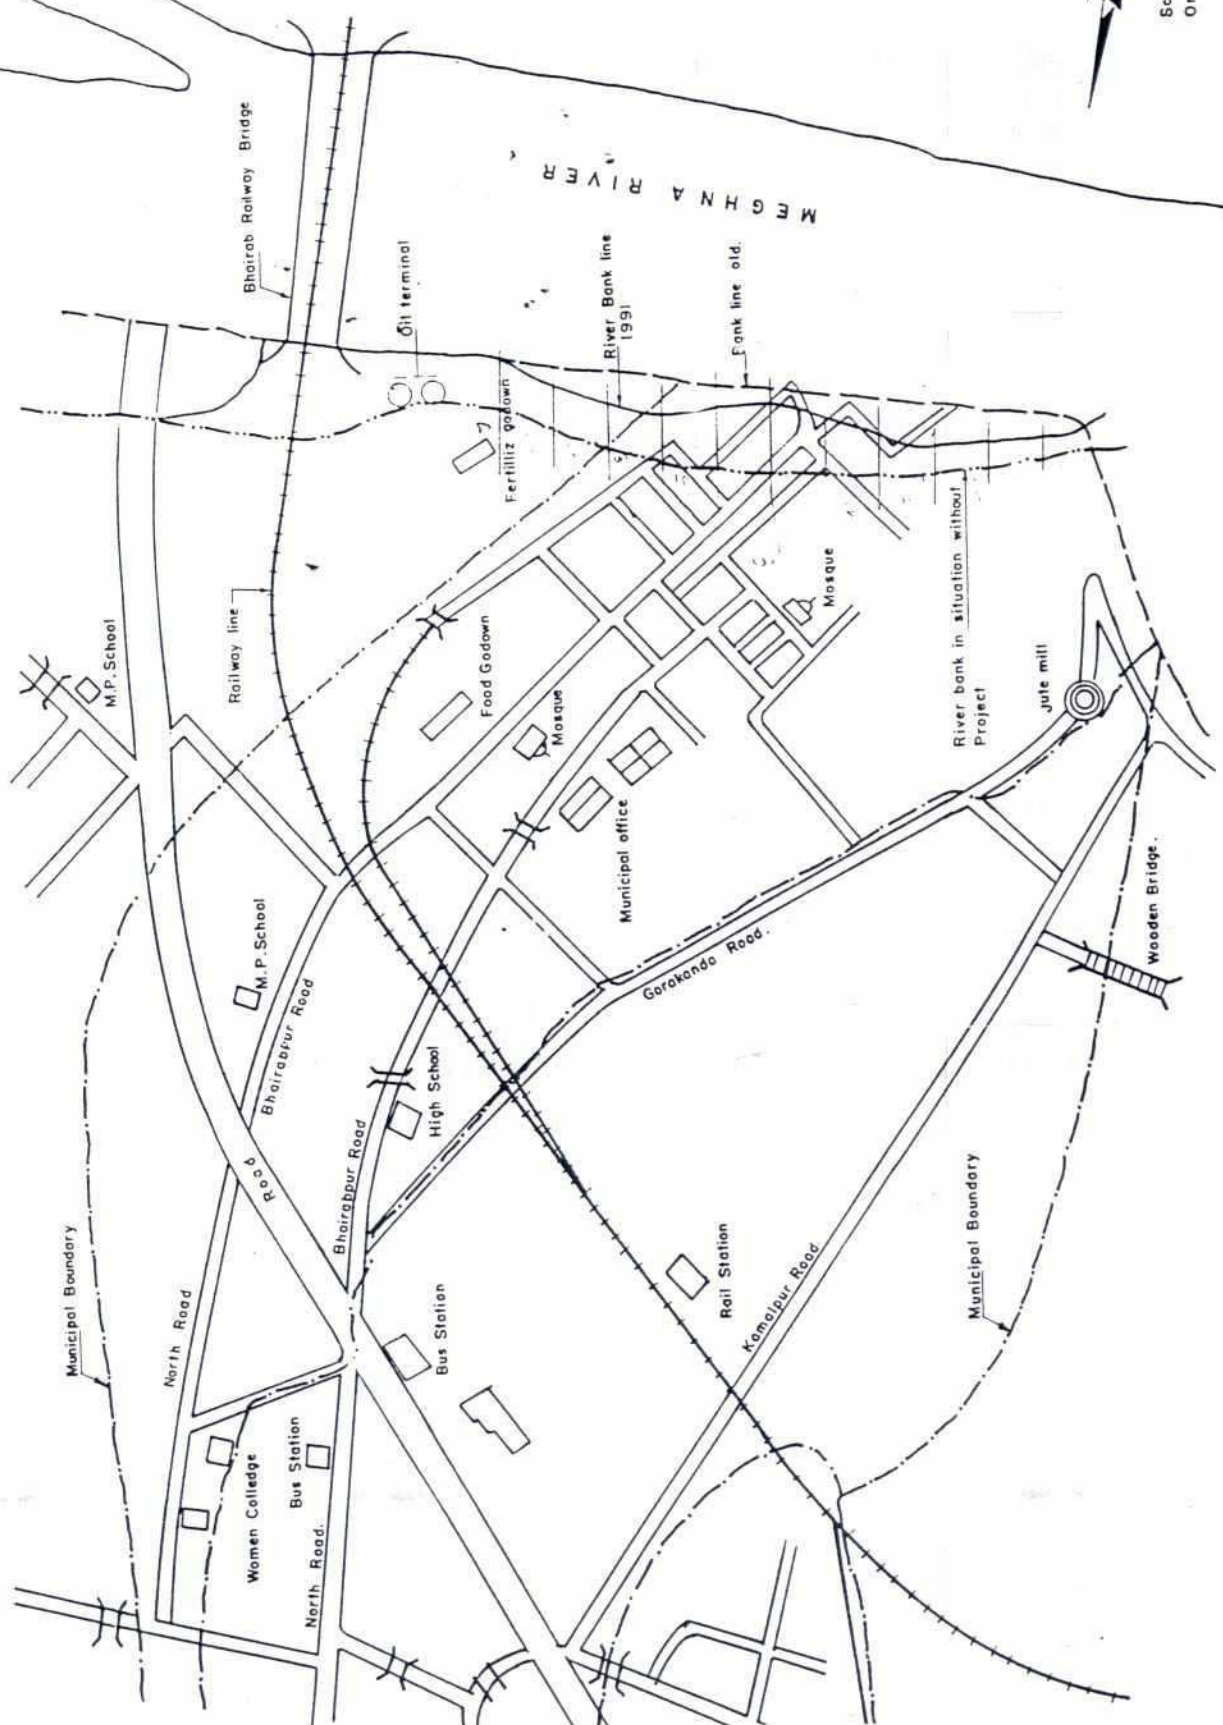 Bhairab Railway Bridge
MEGHNA RIVER
Oil terminal
River Bank line
1991
Bank line old.
Fertiliz godown
M.P. School
Railway line
Food Godown
Mosque
Mosque
River bank in situation without
Project
Jute mill
Municipal office
M.P. School
Bhairabpur Road
Gorakanda Road.
Wooden Bridge.
High School
Road
Bhairabpur Road
Municipal Boundary
North Road
Bus Station
Rail Station
Kamalpur Road
Municipal Boundary
Women Colledge
Bus Station
North Road.